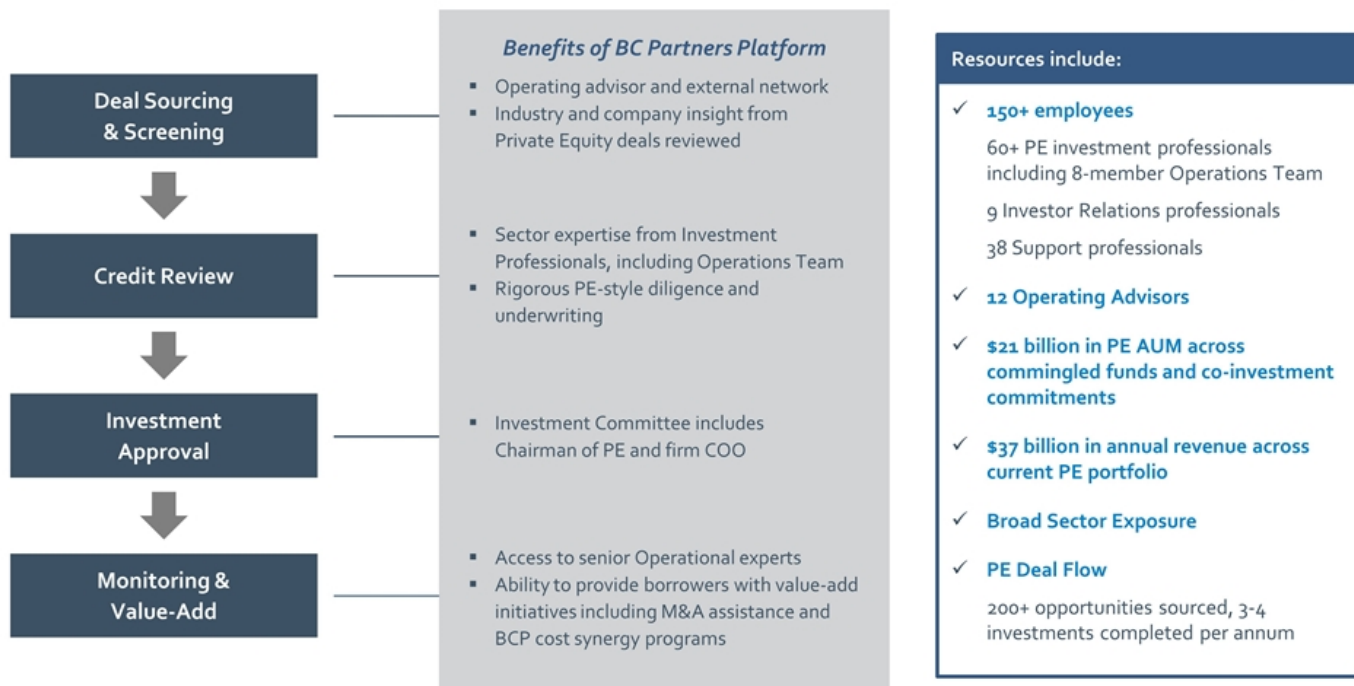 Deal Sourcing
& Screening
Credit Review
Investment
Approval
Monitoring &
Value-Add
Benefits of BC Partners Platform
▪ Operating advisor and external network
▪ Industry and company insight from
Private Equity deals reviewed
▪ Sector expertise from Investment
Professionals, including Operations Team
▪ Rigorous PE-style diligence and
underwriting
▪ Investment Committee includes
Chairman of PE and firm COO
▪ Access to senior Operational experts
▪ Ability to provide borrowers with value-add
initiatives including M&A assistance and
BCP cost synergy programs
Resources include:
✓ 150+ employees
60+ PE investment professionals
including 8-member Operations Team
9 Investor Relations professionals
38 Support professionals
✓ 12 Operating Advisors
✓ $21 billion in PE AUM across
commingled funds and co-investment
commitments
✓ $37 billion in annual revenue across
current PE portfolio
✓ Broad Sector Exposure
✓ PE Deal Flow
200+ opportunities sourced, 3-4
investments completed per annum